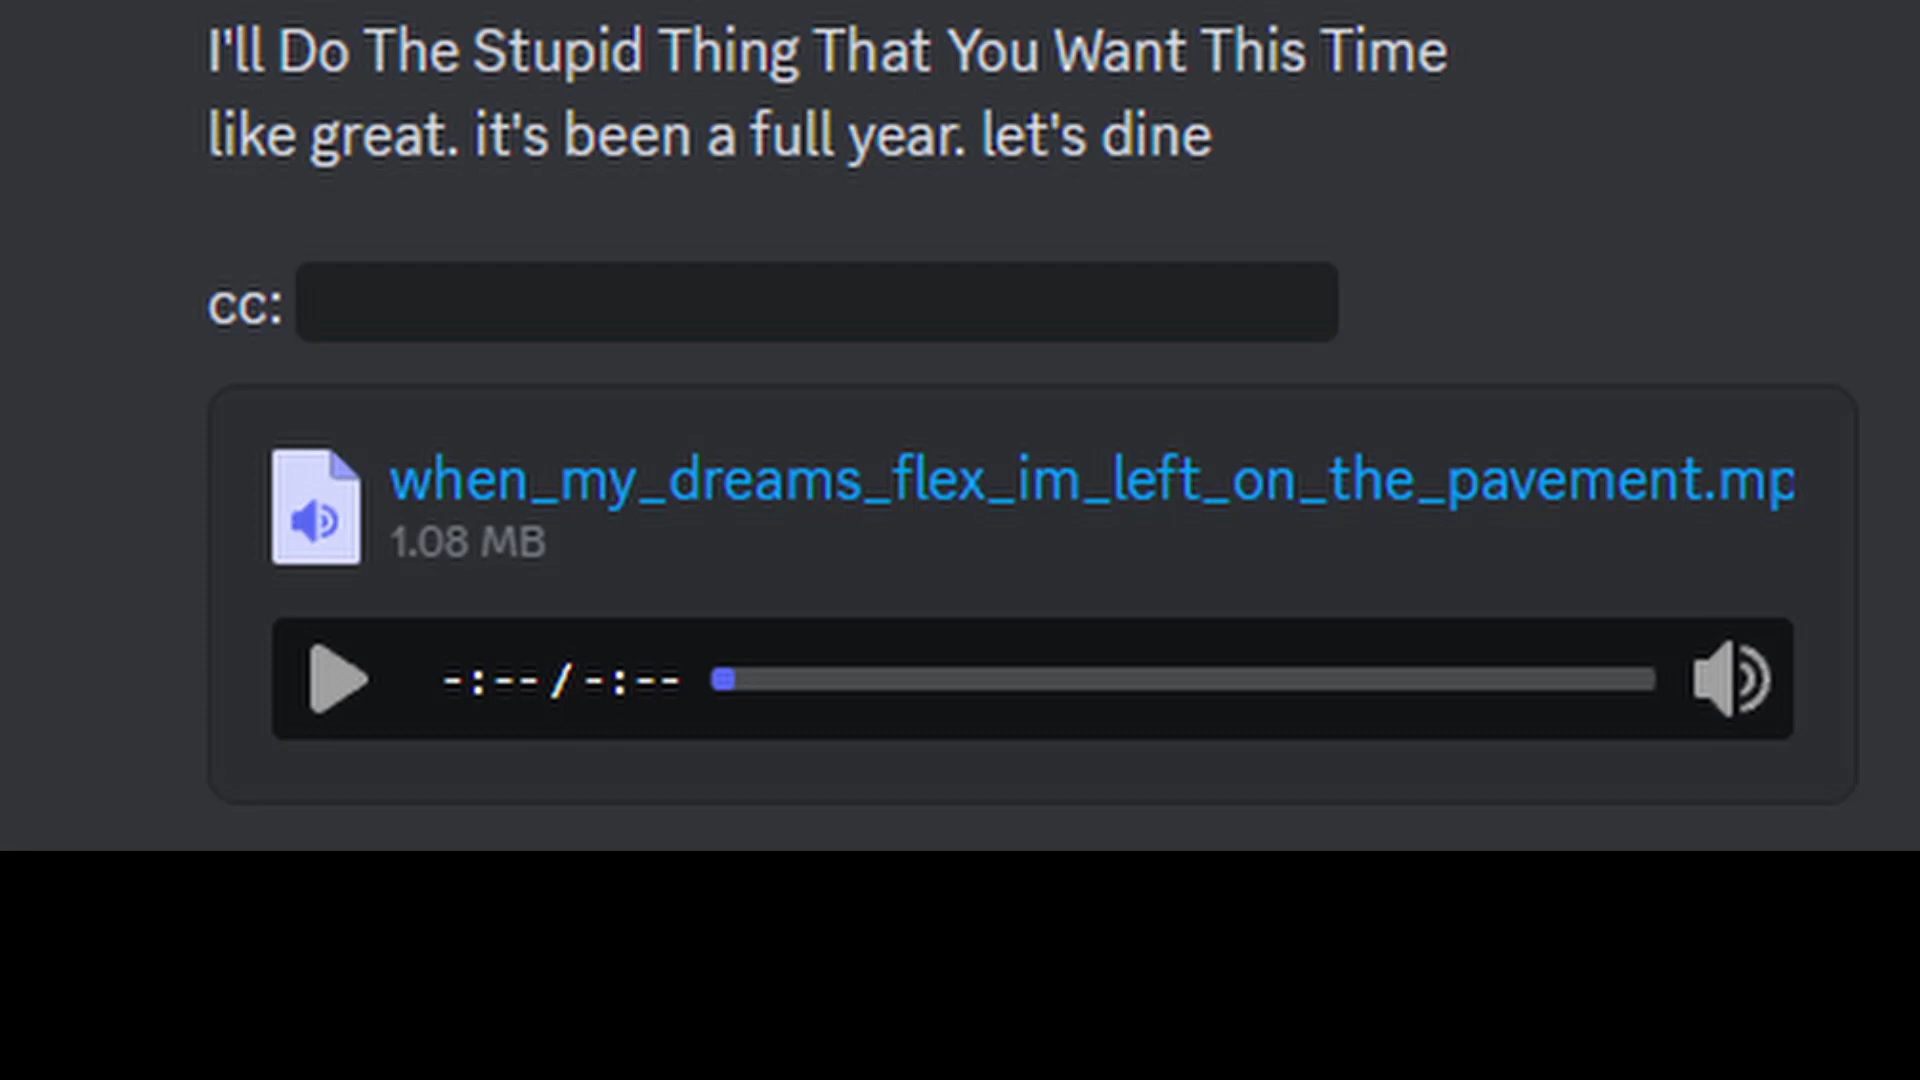 I'll Do The Stupid Thing That You Want This Time
like great. it's been a full year. let's dine
cc:
when_my_dreams_flex_im_left_on_the_pavement.mp
1.08 MB
-:-- / -:--